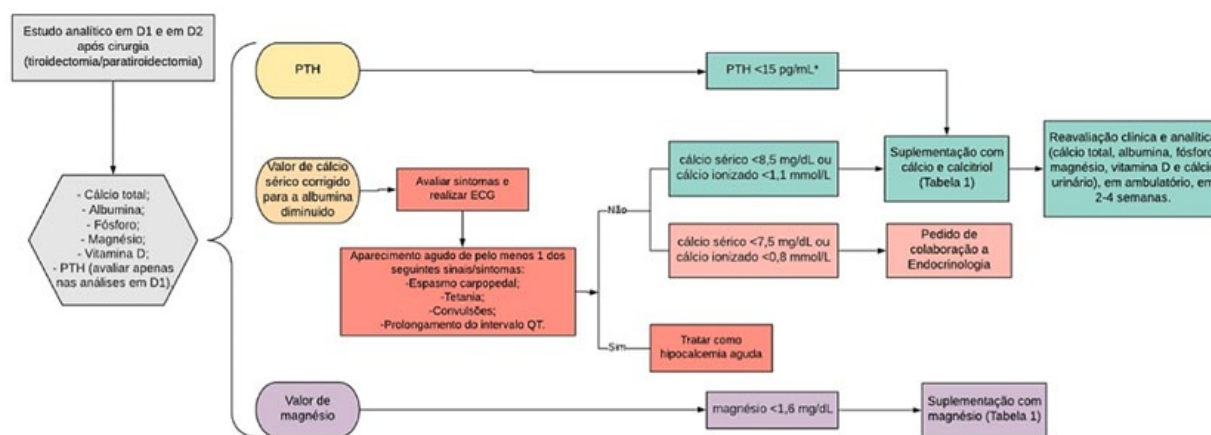 Estudo analítico em D1 e em D2
após cirurgia
(tiroidectomia/paratiroidectomia)
- Cálcio total;
- Albumina;
- Fósforo;
- Magnésio;
- Vitamina D;
- PTH (avaliar apenas
nas análises em D1).
PTH
PTH <15 pg/mL*
Valor de cálcio
sérico corrigido
para a albumina
diminuido
Avaliar sintomas e
realizar ECG
Aparecimento agudo de pelo menos 1 dos
seguintes sinais/sintomas:
-Espasmo carpopedal;
-Tetania;
-Convulsões;
-Prolongamento do intervalo QT.
Não
cálcio sérico <8,5 mg/dL ou
cálcio ionizado <1,1 mmol/L
Suplementação com
cálcio e calcitriol
(Tabela 1)
Reavaliação clínica e analítica
(cálcio total, albumina, fósforo,
magnésio, vitamina D e cálcio
urinário), em ambulatório, em
2-4 semanas.
cálcio sérico <7,5 mg/dL ou
cálcio ionizado <0,8 mmol/L
Pedido de
colaboração a
Endocrinologia
Sim
Tratar como
hipocalcemia aguda
Valor de
magnésio
magnésio <1,6 mg/dL
Suplementação com
magnésio (Tabela 1)